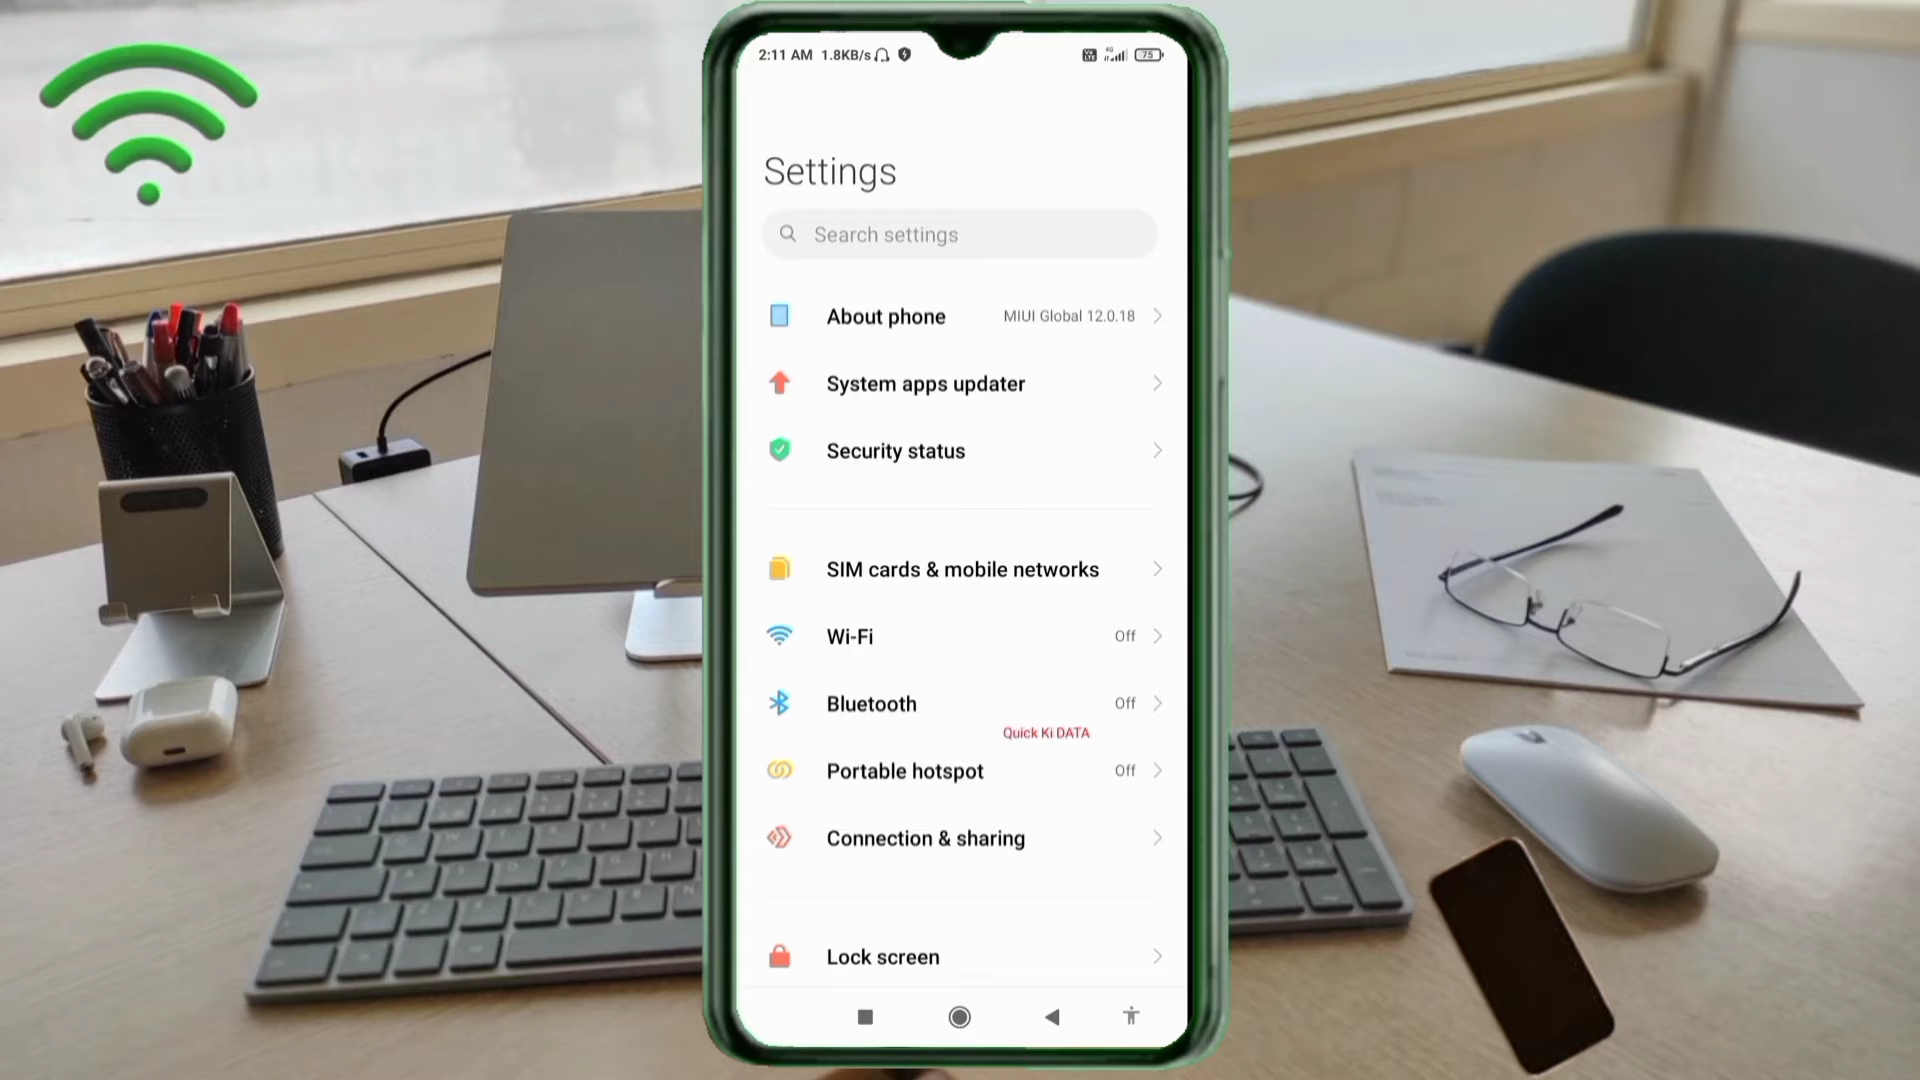 2:11 AM 1.8KB/s 4G 75
Settings
Search settings
About phone MIUI Global 12.0.18
System apps updater
Security status
SIM cards & mobile networks
Wi-Fi Off
Bluetooth Off
Quick Ki DATA
Portable hotspot Off
Connection & sharing
Lock screen